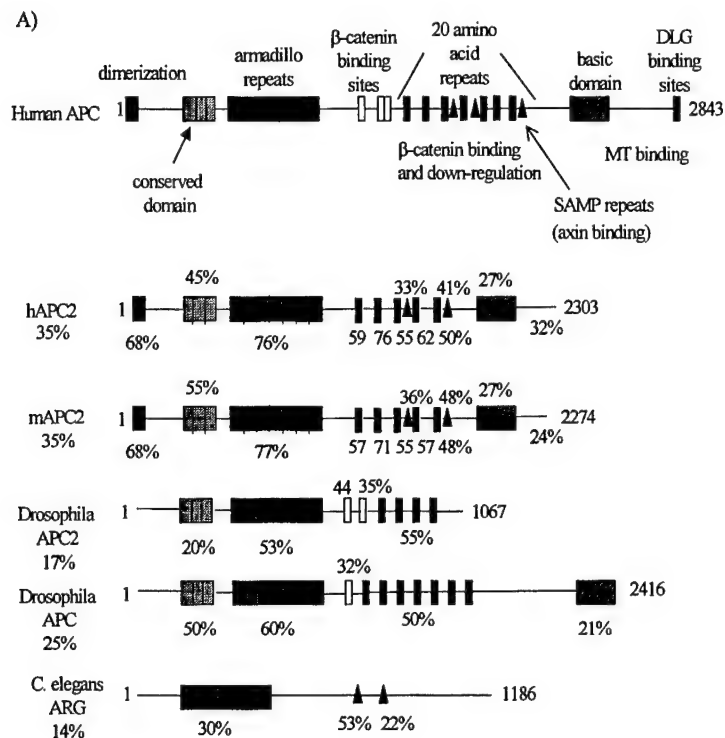 A)
dimerization
armadillo
repeats
β-catenin
binding
sites
20 amino
acid
repeats
basic
domain
DLG
binding
sites
Human APC
1
2843
conserved
domain
β-catenin binding
and down-regulation
MT binding
SAMP repeats
(axin binding)
45%
33%
41%
27%
hAPC2
35%
1
2303
68%
76%
59
76
55
62
50%
32%
55%
36%
48%
27%
mAPC2
35%
1
2274
68%
77%
57
71
55
57
48%
24%
44
35%
Drosophila
APC2
17%
1
1067
20%
53%
55%
32%
Drosophila
APC
25%
1
2416
50%
60%
50%
21%
C. elegans
ARG
14%
1
1186
30%
53%
22%